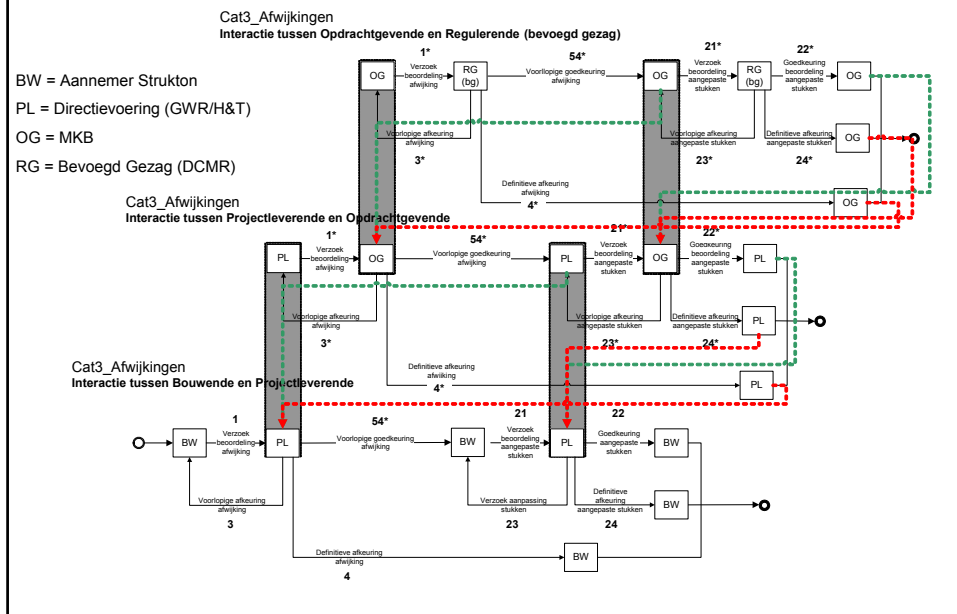 Cat3_Afwijkingen
Interactie tussen Opdrachtgevende en Regulerende (bevoegd gezag)
BW = Aannemer Strukton
PL = Directievoering (GWR/H&T)
OG = MKB
RG = Bevoegd Gezag (DCMR)
1*
54*
21*
22*
OG
Verzoek
beoordeling
afwijking
RG
(bg)
Voorllopige goedkeuring
afwijking
OG
Verzoek
beoordeling
aangepaste
stukken
RG
(bg)
Goedkeuring
beoordeling
aangepaste
stukken
OG
Voorlopige afkeuring
afwijking
3*
Voorlopige afkeuring
aangepaste stukken
23*
Definitieve afkeuring
aangepaste stukken
24*
OG
Definitieve afkeuring
afwijking
4*
OG
Cat3_Afwijkingen
Interactie tussen Projectleverende en Opdrachtgevende
1*
54*
21*
22*
PL
Verzoek
beoordeling
afwijking
OG
Voorlopige goedkeuring
afwijking
PL
Verzoek
beoordeling
aangepaste
stukken
OG
Goedkeuring
beoordeling
aangepaste
stukken
PL
Voorlopige afkeuring
afwijking
3*
Voorlopige afkeuring
aangepaste stukken
23*
Definitieve afkeuring
aangepaste stukken
24*
PL
Definitieve afkeuring
afwijking
4*
PL
Cat3_Afwijkingen
Interactie tussen Bouwende en Projectleverende
1
54*
21
22
BW
Verzoek
beoordeling
afwijking
PL
Voorlopige goedkeuring
afwijking
BW
Verzoek
beoordeling
aangepaste
stukken
PL
Goedkeuring
aangepaste
stukken
BW
Voorlopige afkeuring
afwijking
3
Verzoek aanpassing
stukken
23
Definitieve
afkeuring
aangepaste stukken
24
BW
Definitieve afkeuring
afwijking
4
BW